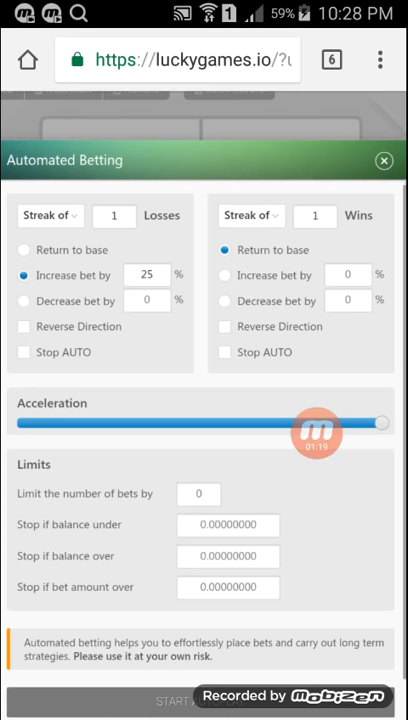 1 59% 10:28 PM
https://luckygames.io/?u
6
Automated Betting
Streak of 1 Losses
Return to base
Increase bet by 25 %
Decrease bet by 0 %
Reverse Direction
Stop AUTO
Streak of 1 Wins
Return to base
Increase bet by 0 %
Decrease bet by 0 %
Reverse Direction
Stop AUTO
Acceleration
01:19
Limits
Limit the number of bets by 0
Stop if balance under 0.00000000
Stop if balance over 0.00000000
Stop if bet amount over 0.00000000
Automated betting helps you to effortlessly place bets and carry out long term
strategies. Please use it at your own risk.
START AUTOPLAY
Recorded by mobizen